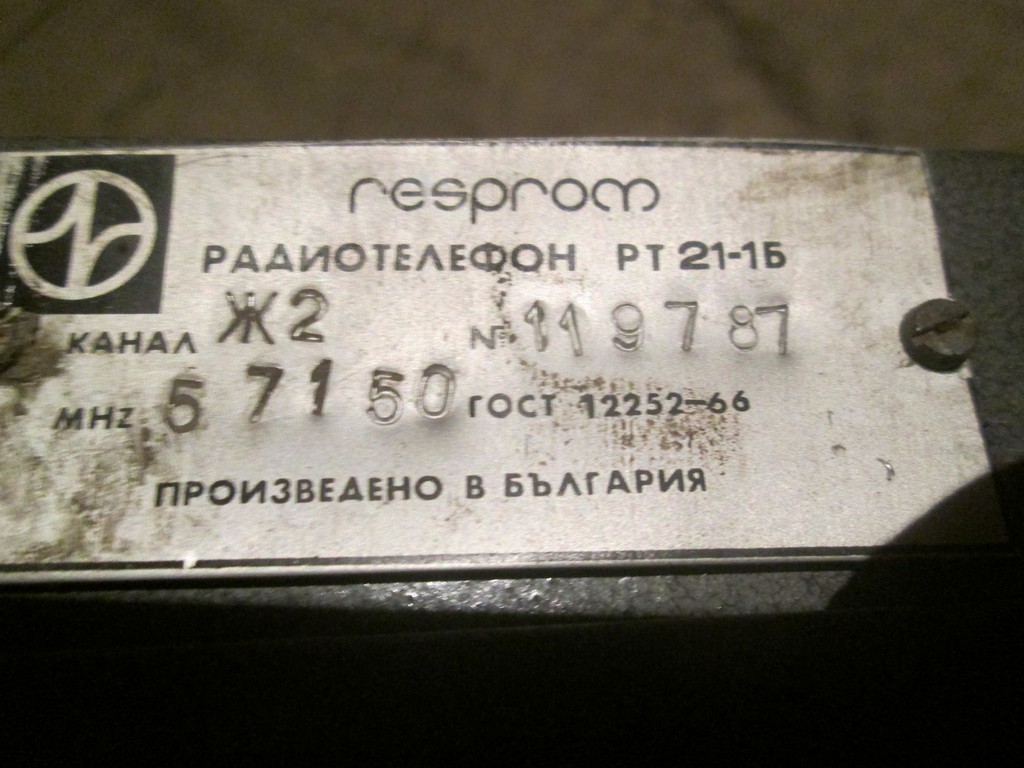 resprom
РАДИОТЕЛЕФОН РТ 21-1Б
КАНАЛ Ж2 № 119787
MHZ 57150 ГОСТ 12252-66
ПРОИЗВЕДЕНО В БЪЛГАРИЯ